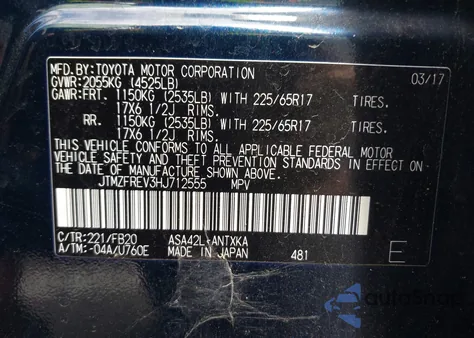 MFD. BY:TOYOTA MOTOR CORPORATION 03/17
GVWR:2055KG (4525LB)
GAWR:FRT. 1150KG (2535LB) WITH 225/65R17 TIRES.
17X6 1/2J RIMS.
RR. 1150KG (2535LB) WITH 225/65R17 TIRES.
17X6 1/2J RIMS.
THIS VEHICLE CONFORMS TO ALL APPLICABLE FEDERAL MOTOR
VEHICLE SAFETY AND THEFT PREVENTION STANDARDS IN EFFECT ON
THE DATE OF MANUFACTURE SHOWN ABOVE.
JTMZFREV3HJ712555 MPV
C/TR:221/FB20 ASA42L-ANTXKA
A/TM:-04A/U760E MADE IN JAPAN 481 E
autoSnap